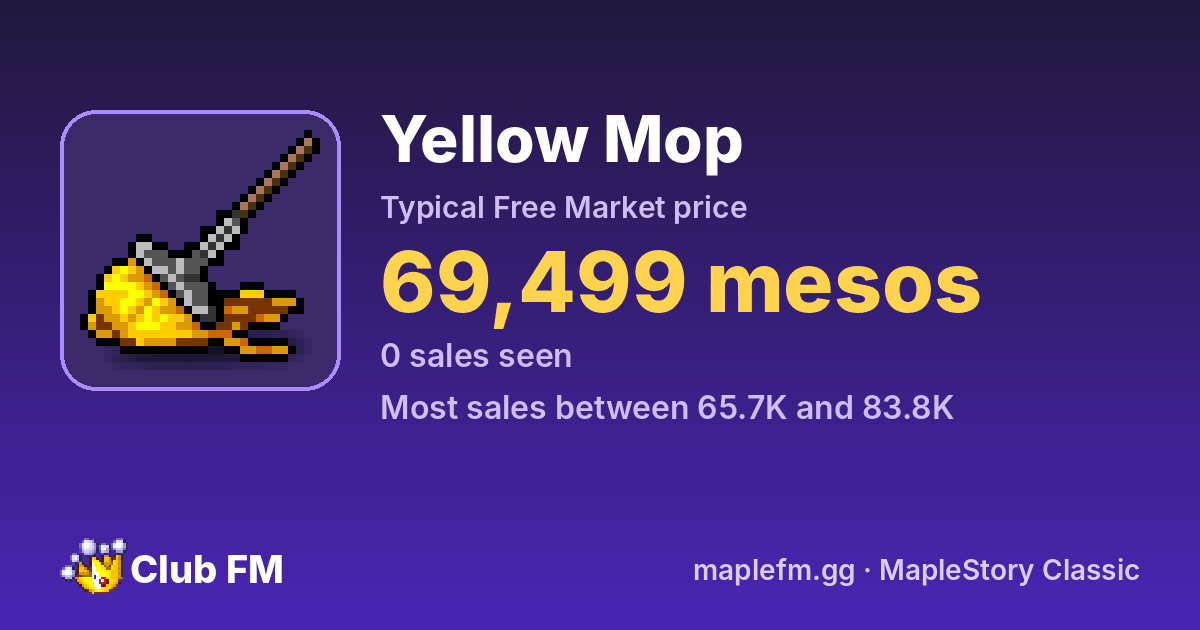 Yellow Mop
Typical Free Market price
69,499 mesos
0 sales seen
Most sales between 65.7K and 83.8K
Club FM
maplefm.gg · MapleStory Classic